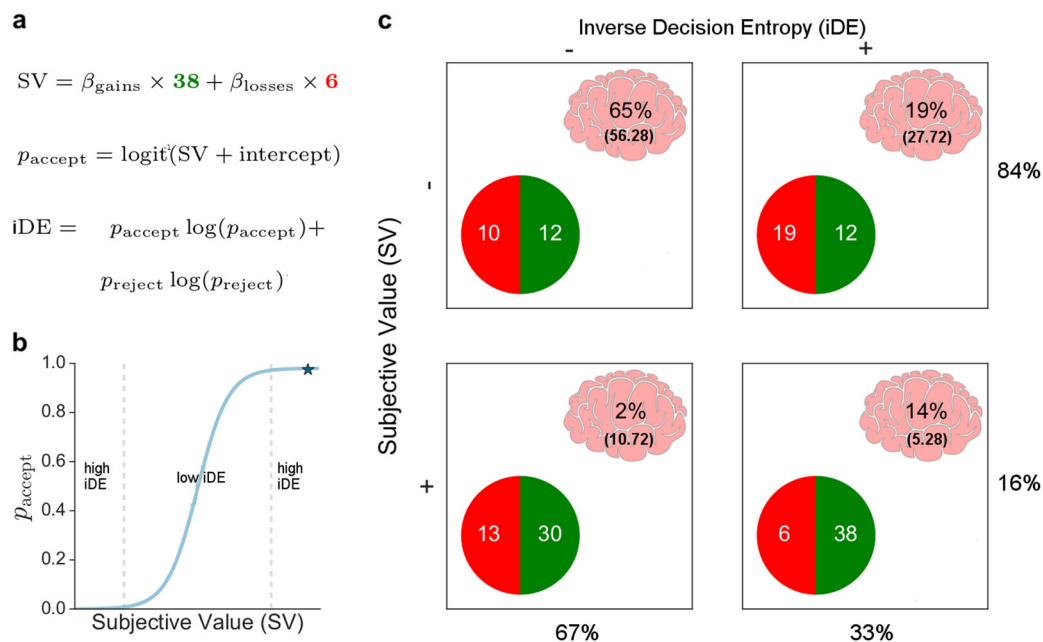 a
SV = β_gains × 38 + β_losses × 6
p_accept = logit(SV + intercept)
iDE = p_accept log(p_accept)+
p_reject log(p_reject)
b
1.0
0.8
0.6
0.4
0.2
0.0
p_accept
high
iDE
low iDE
high
iDE
Subjective Value (SV)
c
Inverse Decision Entropy (iDE)
- +
Subjective Value (SV)
-
65%
(56.28)
10 12
19%
(27.72)
19 12
84%
+
2%
(10.72)
13 30
14%
(5.28)
6 38
16%
67% 33%